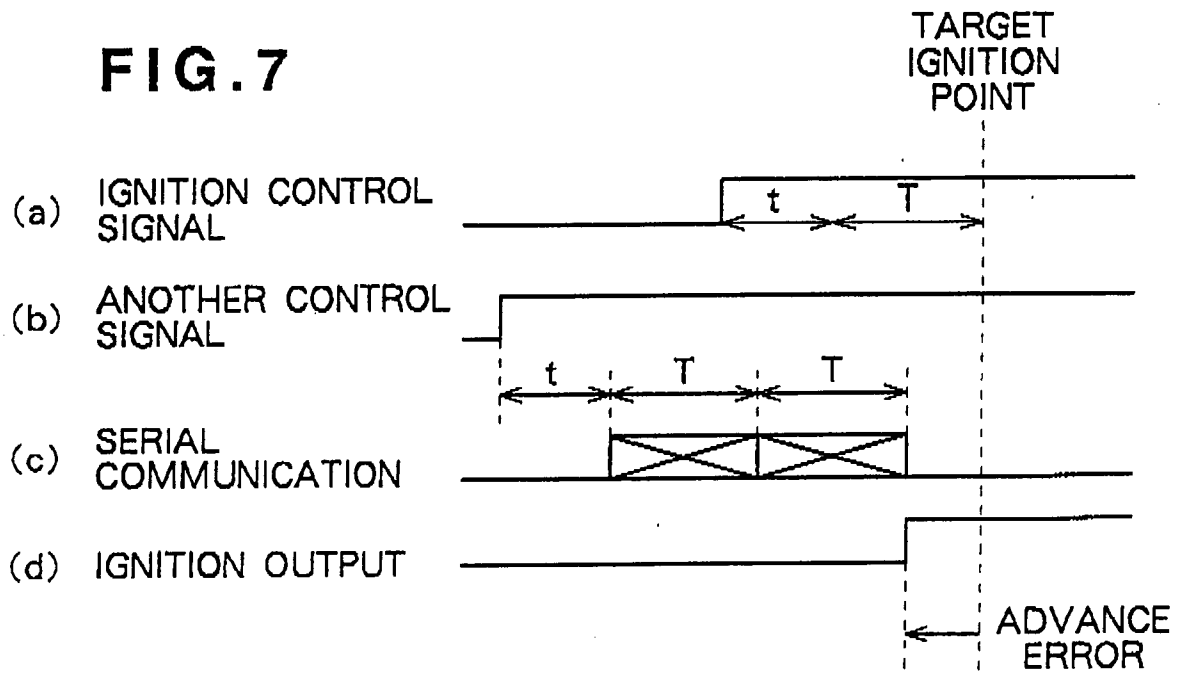 FIG.7
TARGET
IGNITION
POINT
(a) IGNITION CONTROL
SIGNAL
t T
(b) ANOTHER CONTROL
SIGNAL
t T T
(c) SERIAL
COMMUNICATION
(d) IGNITION OUTPUT
ADVANCE
ERROR